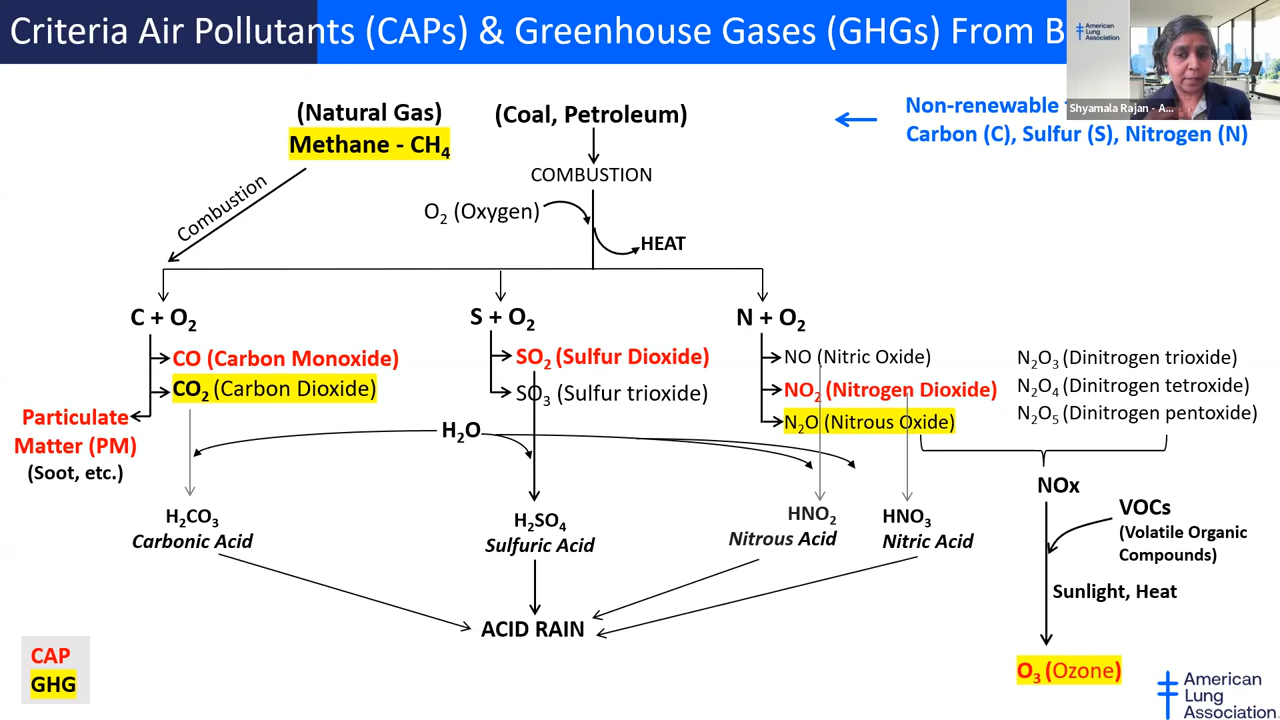 Criteria Air Pollutants (CAPs) & Greenhouse Gases (GHGs) From B
American
Lung
Association
Shyamala Rajan - A...
Non-renewable
Carbon (C), Sulfur (S), Nitrogen (N)
(Natural Gas)
Methane - CH₄
(Coal, Petroleum)
COMBUSTION
Combustion
O₂ (Oxygen)
HEAT
C + O₂
S + O₂
N + O₂
CO (Carbon Monoxide)
CO₂ (Carbon Dioxide)
Particulate
Matter (PM)
(Soot, etc.)
SO₂ (Sulfur Dioxide)
SO₃ (Sulfur trioxide)
NO (Nitric Oxide)
NO₂ (Nitrogen Dioxide)
N₂O (Nitrous Oxide)
N₂O₃ (Dinitrogen trioxide)
N₂O₄ (Dinitrogen tetroxide)
N₂O₅ (Dinitrogen pentoxide)
H₂O
H₂CO₃
Carbonic Acid
H₂SO₄
Sulfuric Acid
HNO₂
Nitrous Acid
HNO₃
Nitric Acid
NOx
VOCs
(Volatile Organic
Compounds)
Sunlight, Heat
ACID RAIN
O₃ (Ozone)
CAP
GHG
American
Lung
Association.